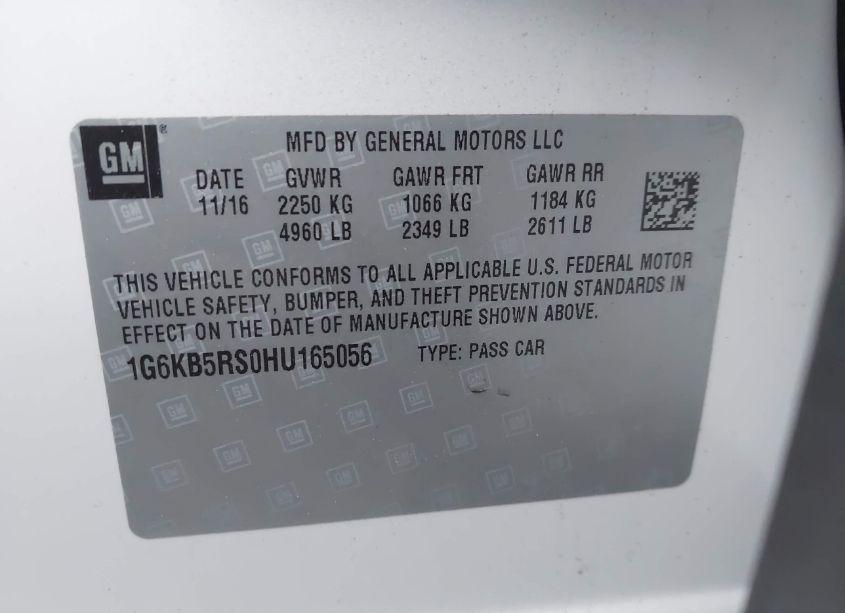 GM
MFD BY GENERAL MOTORS LLC
DATE GVWR GAWR FRT GAWR RR
11/16 2250 KG 1066 KG 1184 KG
4960 LB 2349 LB 2611 LB
THIS VEHICLE CONFORMS TO ALL APPLICABLE U.S. FEDERAL MOTOR
VEHICLE SAFETY, BUMPER, AND THEFT PREVENTION STANDARDS IN
EFFECT ON THE DATE OF MANUFACTURE SHOWN ABOVE.
1G6KB5RS0HU165056 TYPE: PASS CAR